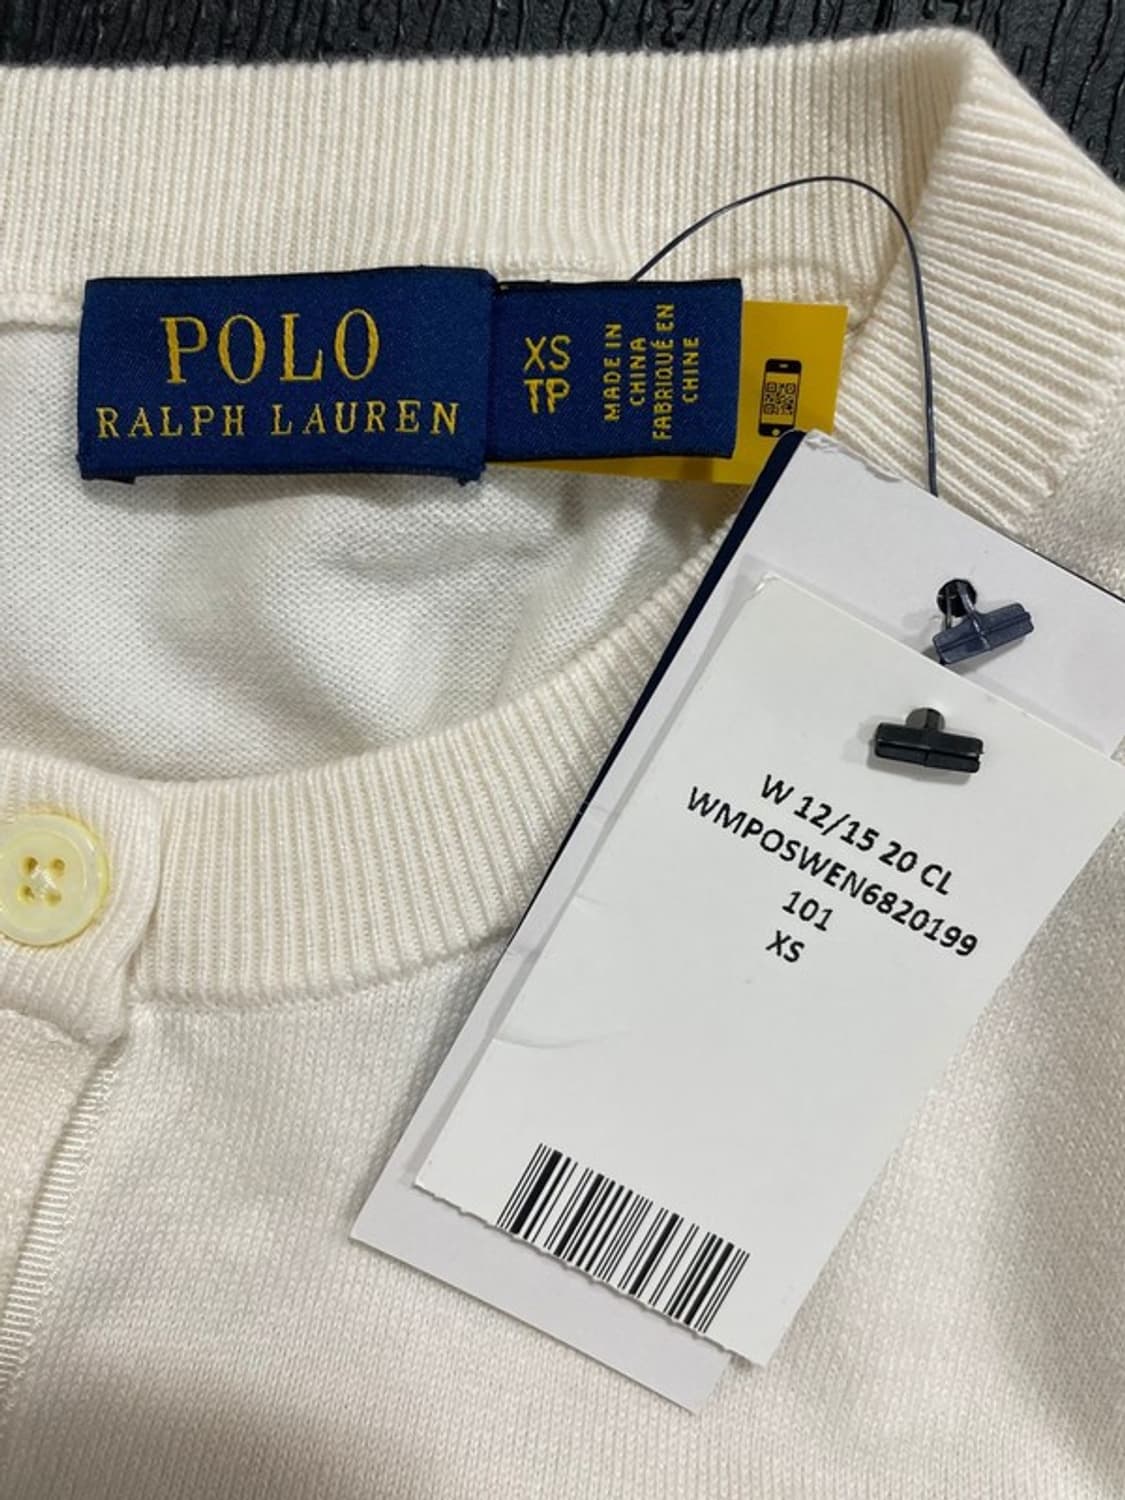 POLO
RALPH LAUREN
XS
TP
MADE IN
CHINA
FABRIQUÉ EN
CHINE
W 12/15 20 CL
WMPOSWEN6820199
101
XS